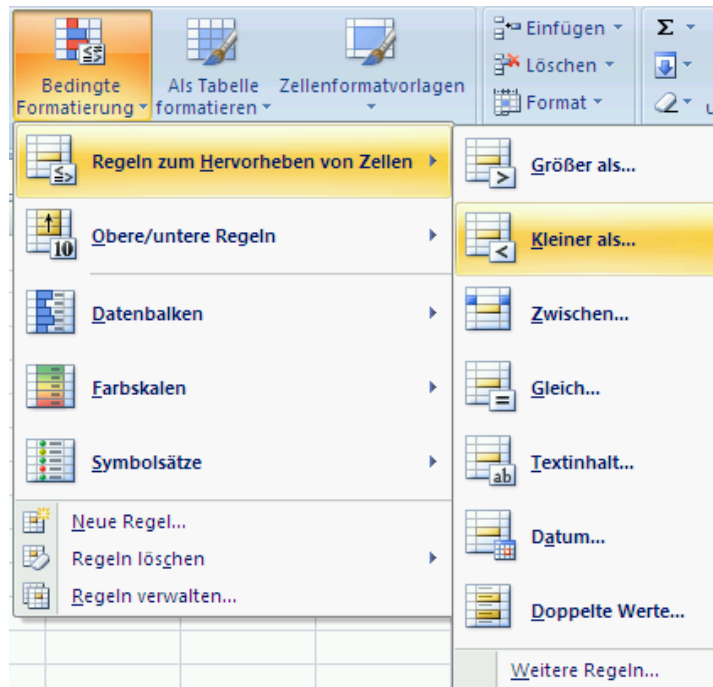 Bedingte
Formatierung
Als Tabelle
formatieren
Zellenformatvorlagen
Einfügen
Löschen
Format
Σ
Regeln zum Hervorheben von Zellen
10
Obere/untere Regeln
Datenbalken
Farbskalen
Symbolsätze
Neue Regel...
Regeln löschen
Regeln verwalten...
Größer als...
Kleiner als...
Zwischen...
Gleich...
ab
Textinhalt...
Datum...
Doppelte Werte...
Weitere Regeln...